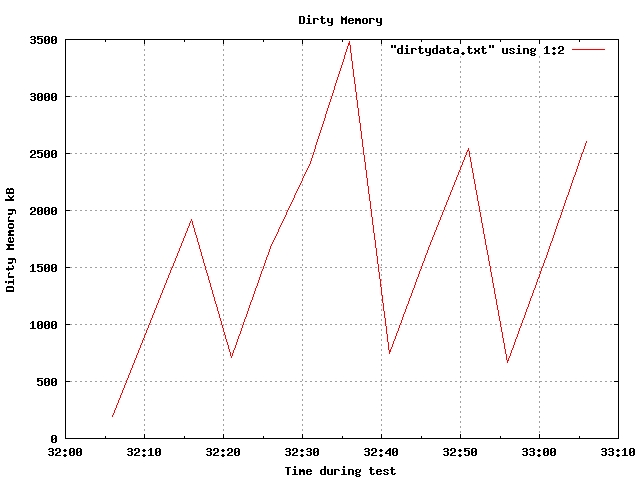 Dirty Memory
"dirtydata.txt" using 1:2
3500
3000
2500
2000
1500
1000
500
0
Dirty Memory kB
32:00 32:10 32:20 32:30 32:40 32:50 33:00 33:10
Time during test